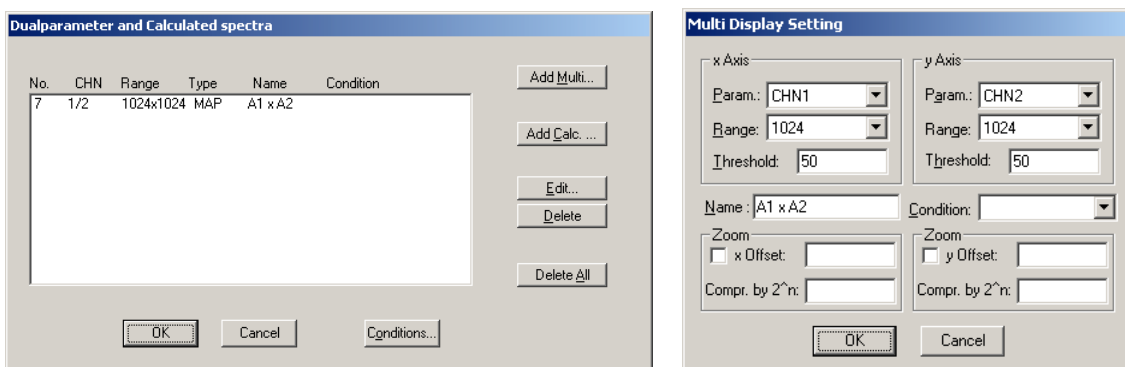 Dualparameter and Calculated spectra
No. CHN Range Type Name Condition
7 1/2 1024x1024 MAP A1 x A2
Add Multi...
Add Calc. ...
Edit...
Delete
Delete All
OK Cancel Conditions...
Multi Display Setting
x Axis y Axis
Param.: CHN1 Param.: CHN2
Range: 1024 Range: 1024
Threshold: 50 Threshold: 50
Name : A1 x A2 Condition:
Zoom Zoom
x Offset: y Offset:
Compr. by 2^n: Compr. by 2^n:
OK Cancel